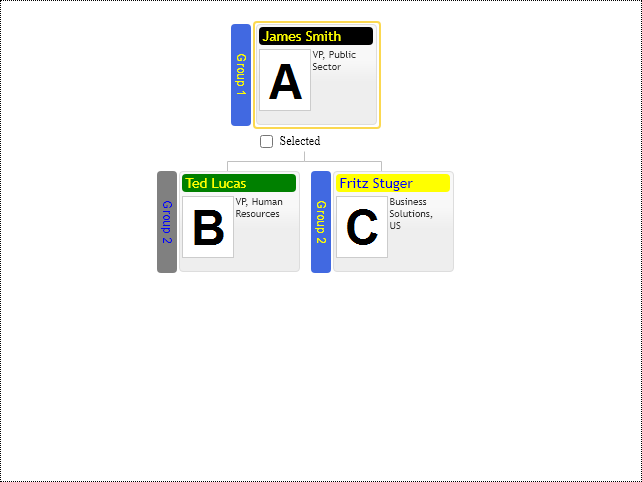 James Smith
Group 1
A
VP, Public
Sector
Selected
Ted Lucas
Group 2
B
VP, Human
Resources
Fritz Stuger
Group 2
C
Business
Solutions,
US